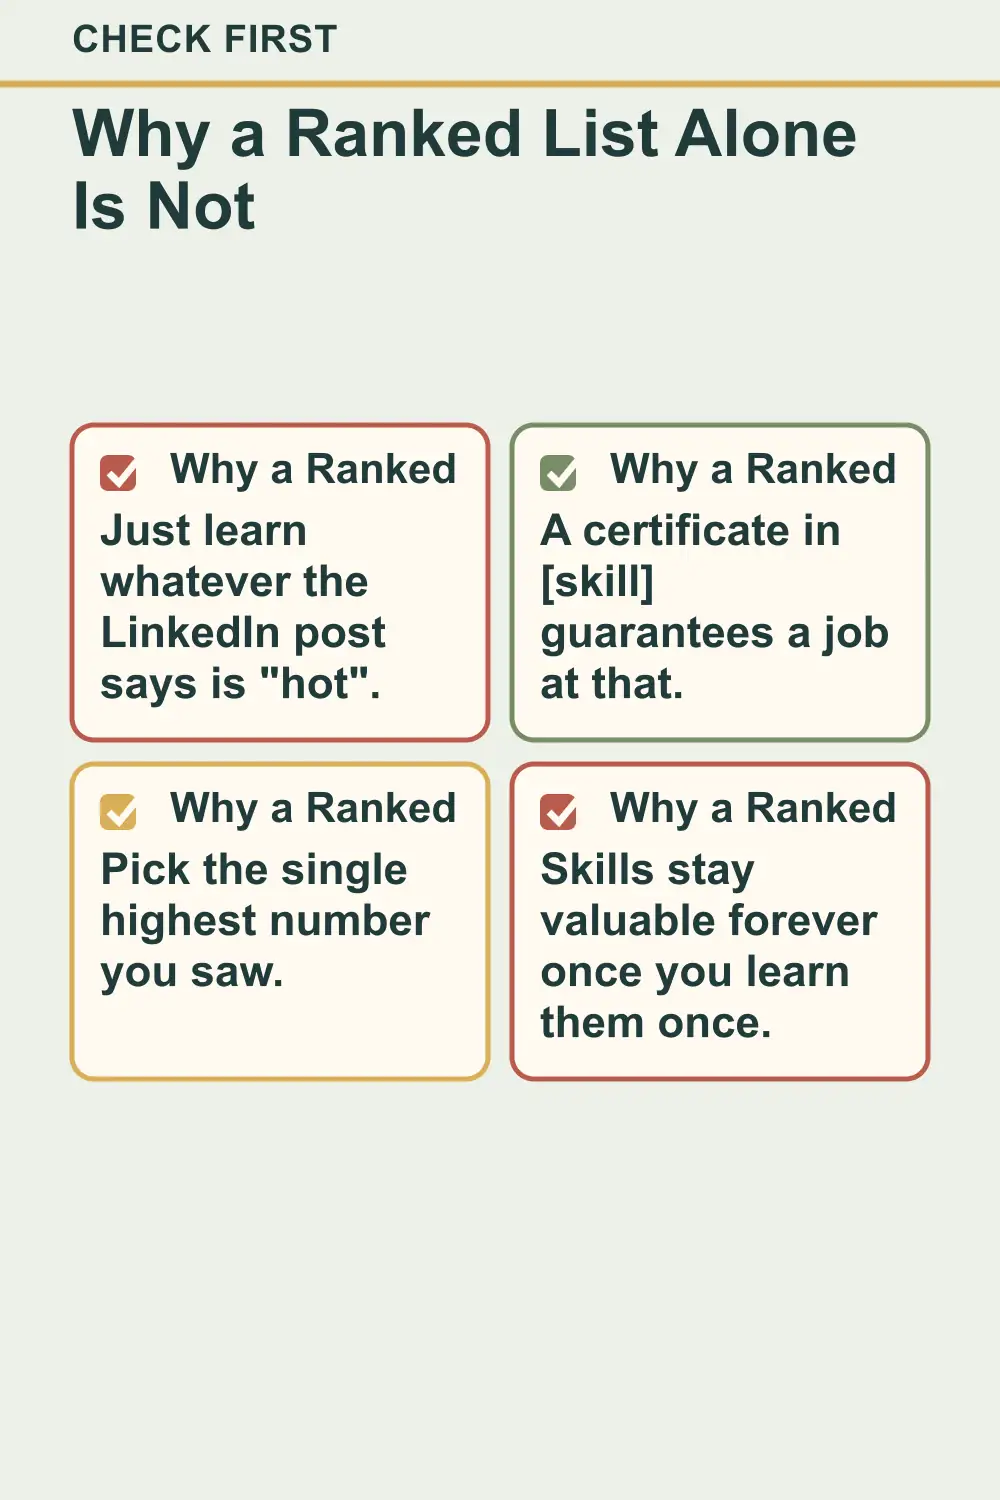 CHECK FIRST
Why a Ranked List Alone
Is Not
Why a Ranked
Just learn
whatever the
LinkedIn post
says is "hot".
Why a Ranked
A certificate in
[skill]
guarantees a job
at that.
Why a Ranked
Pick the single
highest number
you saw.
Why a Ranked
Skills stay
valuable forever
once you learn
them once.